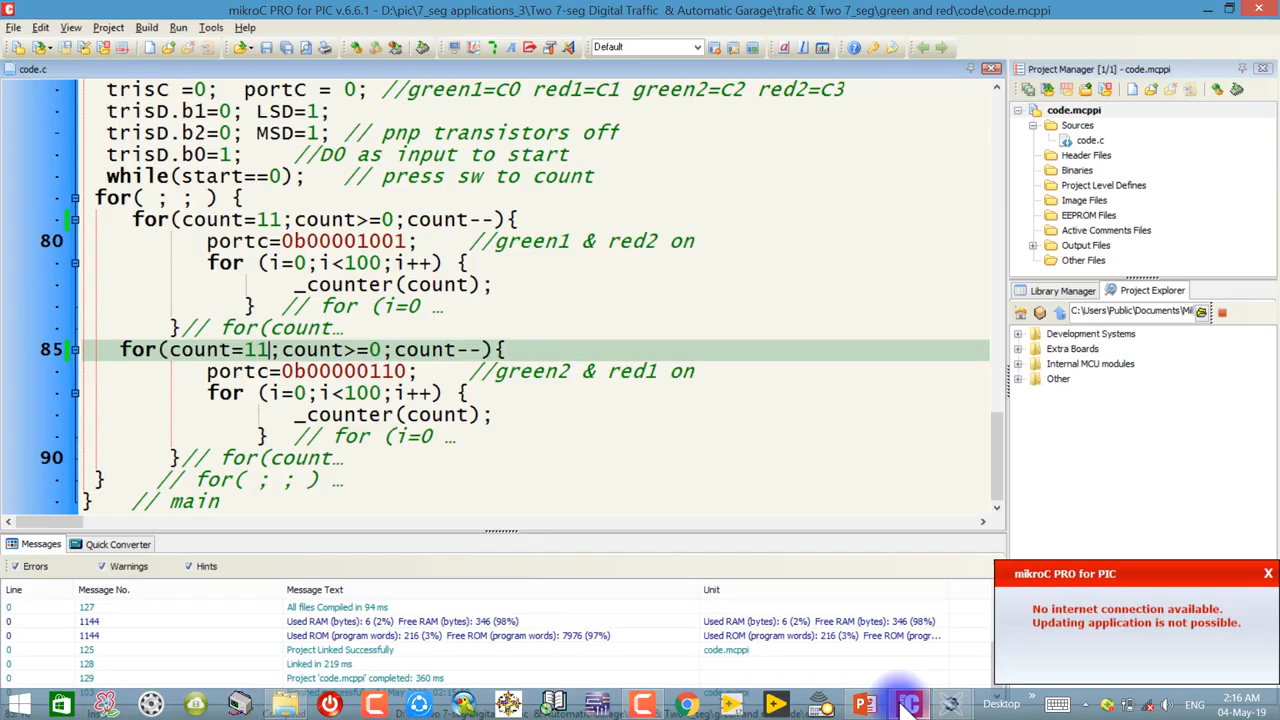 mikroC PRO for PIC v.6.6.1 - D:\pic\7_seg applications_3\Two 7-seg Digital Traffic & Automatic Garage\trafic & Two 7_seg\green and red\code\code.mcppi
File Edit View Project Build Run Tools Help
Default
code.c
trisC =0; portC = 0; //green1=C0 red1=C1 green2=C2 red2=C3
trisD.b1=0; LSD=1;
trisD.b2=0; MSD=1; // pnp transistors off
trisD.b0=1; //D0 as input to start
while(start==0); // press sw to count
for( ; ; ) {
for(count=11;count>=0;count--){
80 portc=0b00001001; //green1 & red2 on
for (i=0;i<100;i++) {
_counter(count);
} // for (i=0 …
}// for(count…
85 for(count=11;count>=0;count--){
portc=0b00000110; //green2 & red1 on
for (i=0;i<100;i++) {
_counter(count);
} // for (i=0 …
90 }// for(count…
} // for( ; ; ) …
} // main
Project Manager [1/1] - code.mcppi
code.mcppi
Sources
code.c
Header Files
Binaries
Project Level Defines
Image Files
EEPROM Files
Active Comments Files
Output Files
Other Files
Library Manager Project Explorer
C:\Users\Public\Documents\Mi
Development Systems
Extra Boards
Internal MCU modules
Other
Messages Quick Converter
Errors Warnings Hints
Line Message No. Message Text Unit
0 127 All files Compiled in 94 ms
0 1144 Used RAM (bytes): 6 (2%) Free RAM (bytes): 346 (98%) Used RAM (bytes): 6 (2%) Free RAM (bytes): 346 (98%)
0 1144 Used ROM (program words): 216 (3%) Free ROM (program words): 7976 (97%) Used ROM (program words): 216 (3%) Free ROM (progr...
0 125 Project Linked Successfully code.mcppi
0 128 Linked in 219 ms
0 129 Project 'code.mcppi' completed: 360 ms
mikroC PRO for PIC X
No internet connection available.
Updating application is not possible.
Desktop
2:16 AM
04-May-19